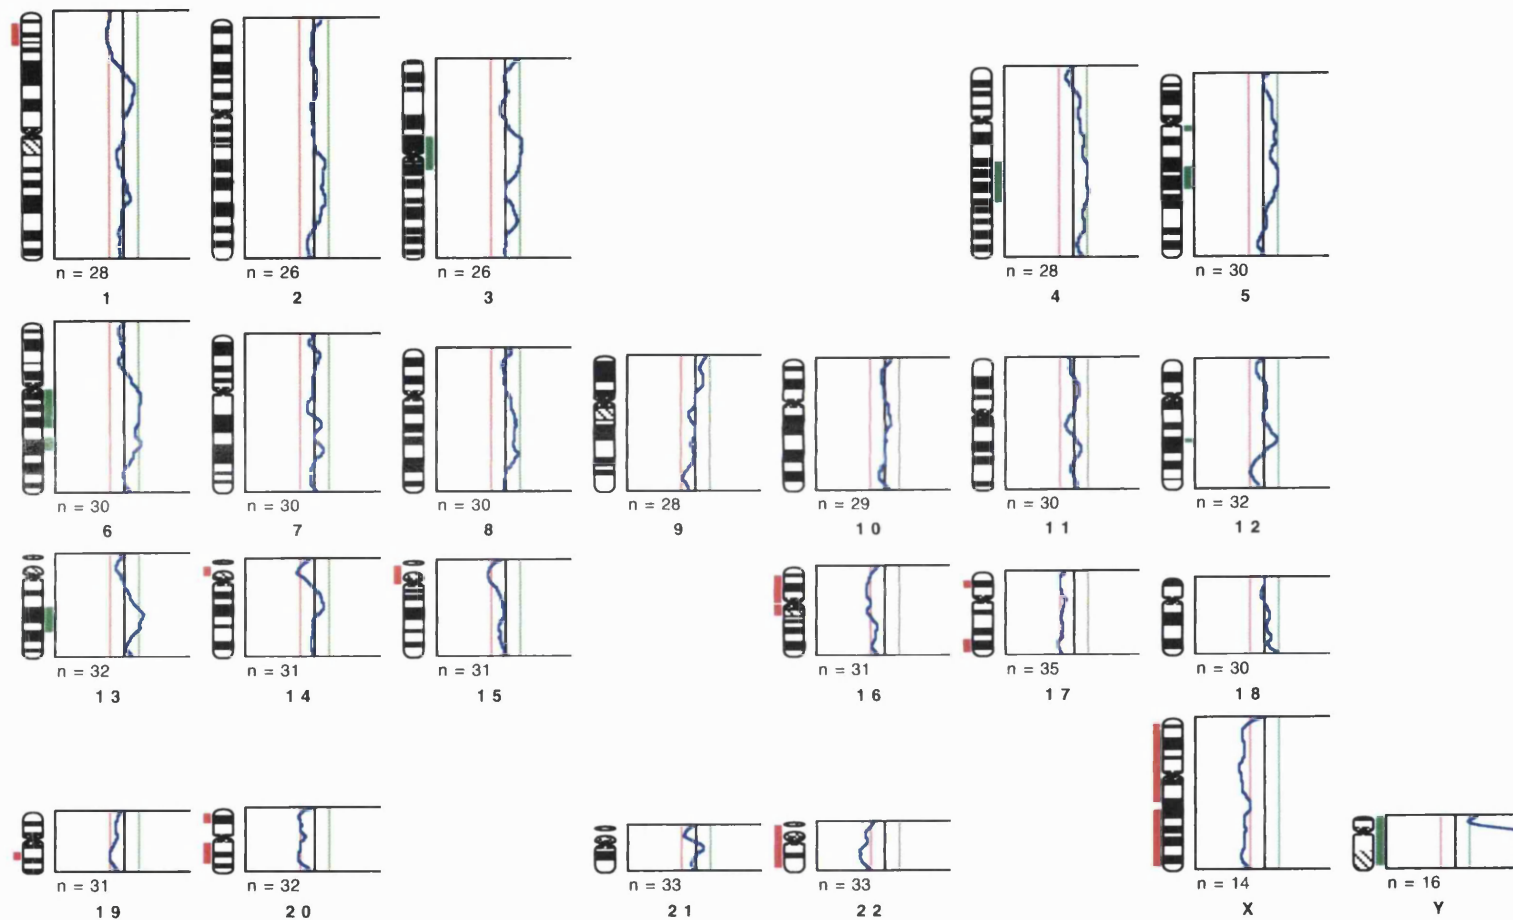 n = 28
1
n = 26
2
n = 26
3
n = 28
4
n = 30
5
n = 30
6
n = 30
7
n = 30
8
n = 28
9
n = 29
10
n = 30
11
n = 32
12
n = 32
13
n = 31
14
n = 31
15
n = 31
16
n = 35
17
n = 30
18
n = 31
19
n = 32
20
n = 33
21
n = 33
22
n = 14
X
n = 16
Y